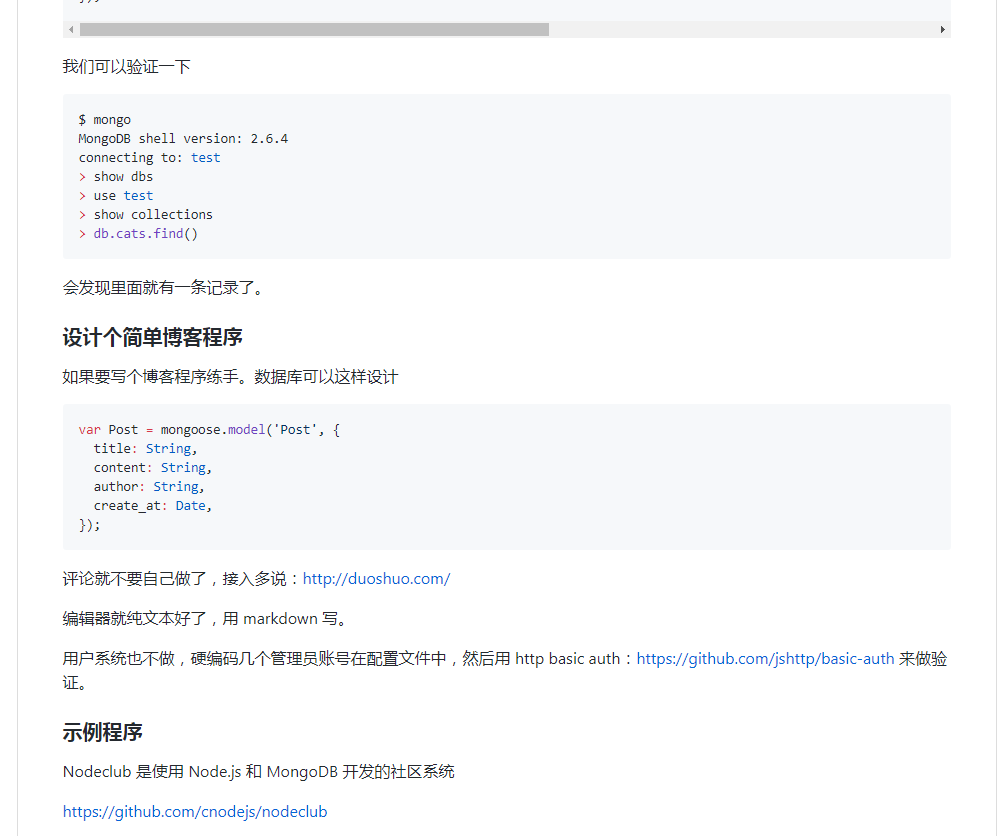 });
我们可以验证一下
$ mongo
MongoDB shell version: 2.6.4
connecting to: test
> show dbs
> use test
> show collections
> db.cats.find()
会发现里面就有一条记录了。
设计个简单博客程序
如果要写个博客程序练手。数据库可以这样设计
var Post = mongoose.model('Post', {
  title: String,
  content: String,
  author: String,
  create_at: Date,
});
评论就不要自己做了，接入多说：http://duoshuo.com/
编辑器就纯文本好了，用 markdown 写。
用户系统也不做，硬编码几个管理员账号在配置文件中，然后用 http basic auth：https://github.com/jshttp/basic-auth 来做验
证。
示例程序
Nodeclub 是使用 Node.js 和 MongoDB 开发的社区系统
https://github.com/cnodejs/nodeclub